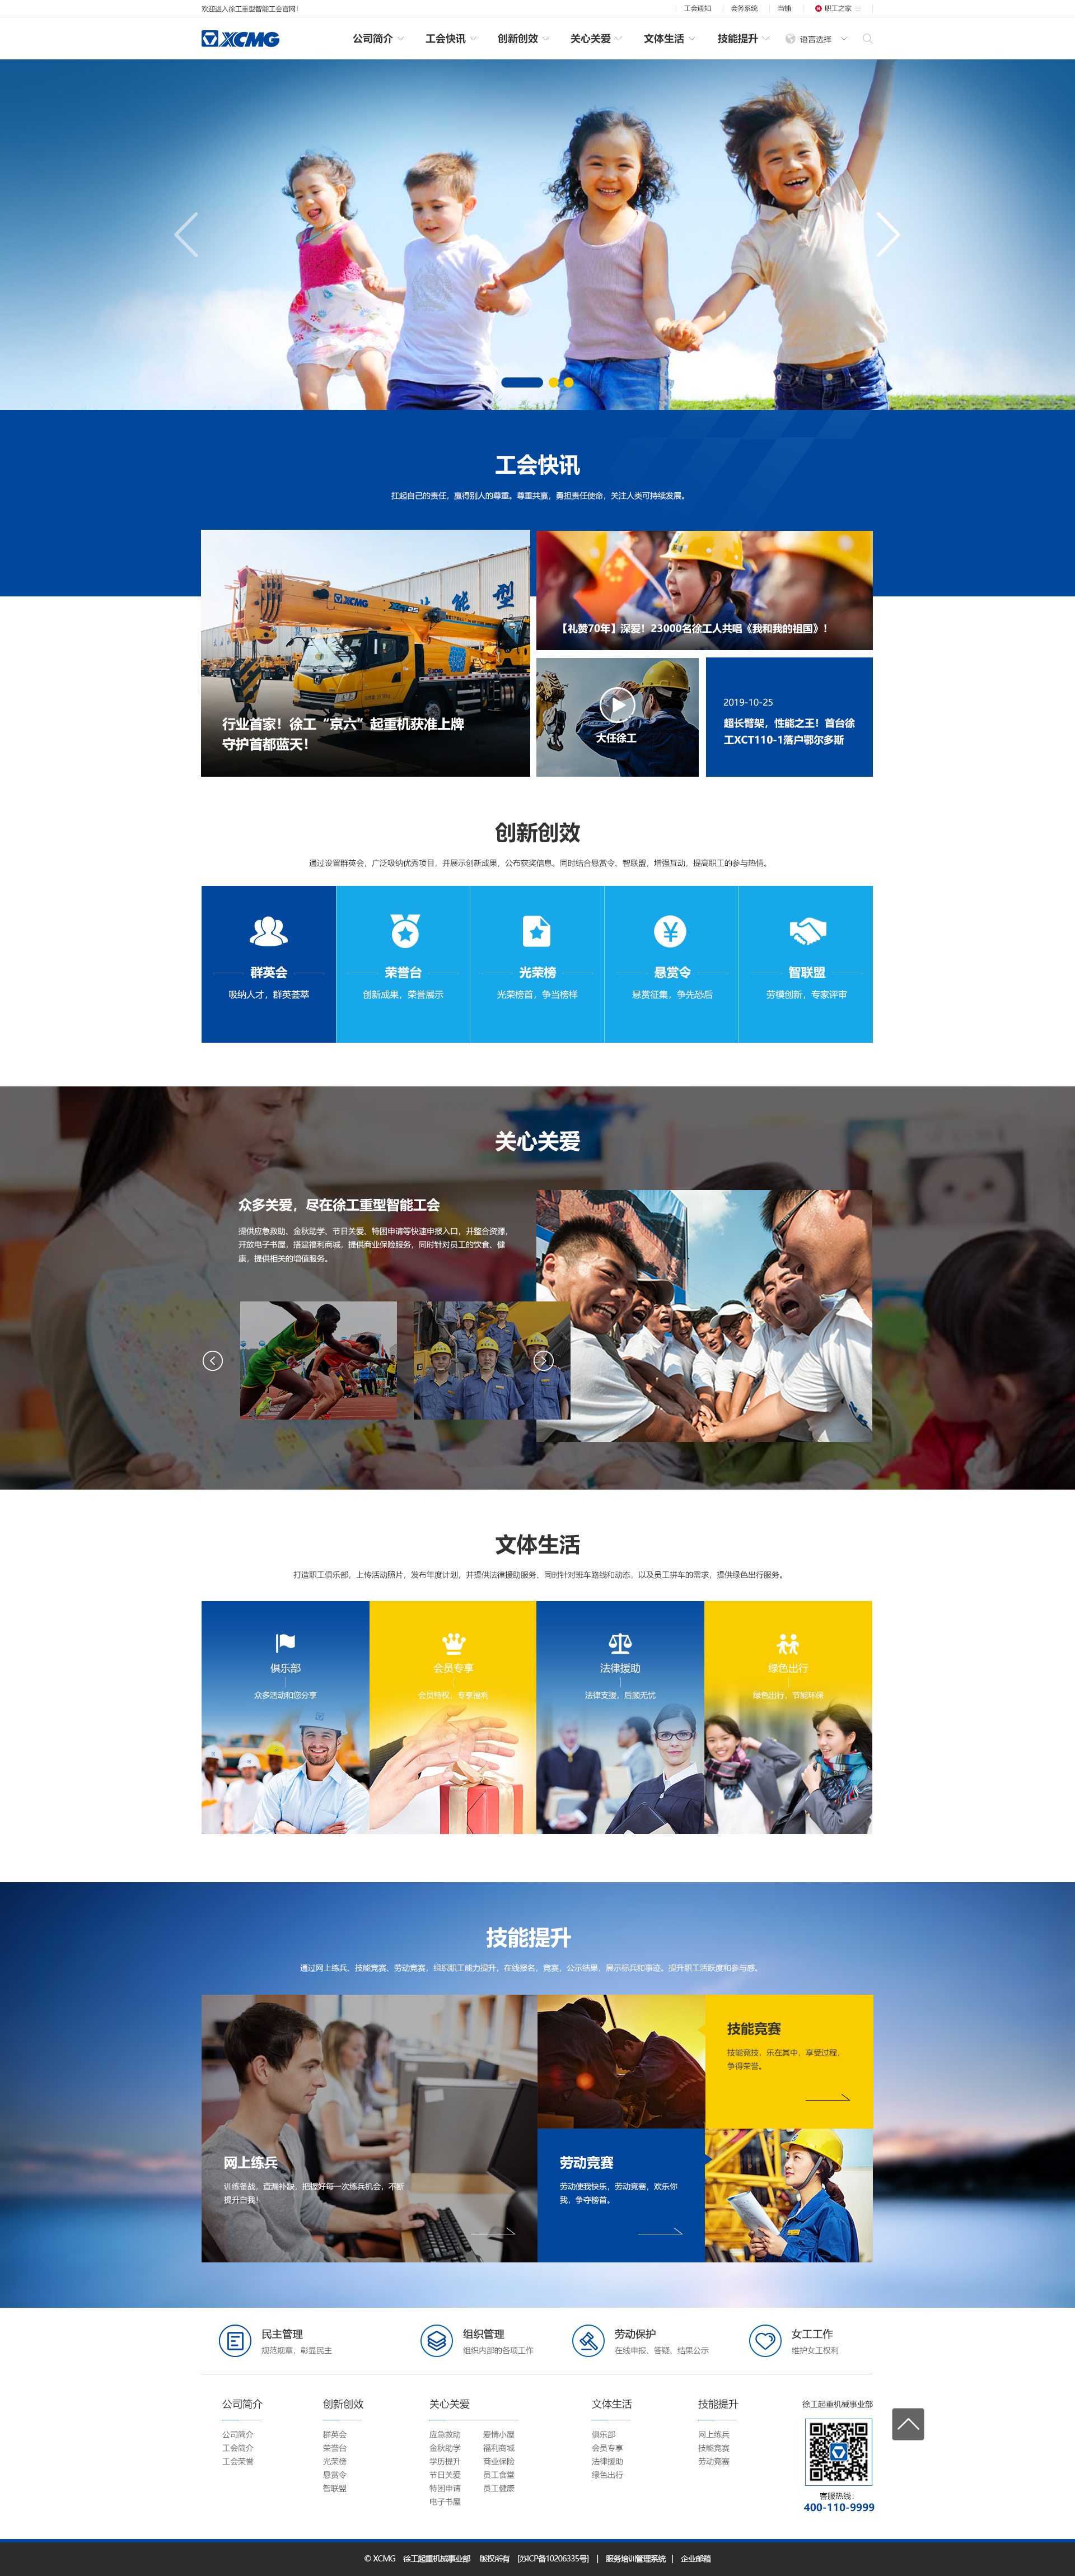 欢迎进入徐工重型智能工会官网！
工会通知 会务系统 当铺 职工之家
XCMG 公司简介 工会快讯 创新创效 关心关爱 文体生活 技能提升 语言选择
工会快讯
扛起自己的责任，赢得别人的尊重。尊重共赢，勇担责任使命，关注人类可持续发展。
能 型
XCMG XCT25
行业首家！徐工“京六”起重机获准上牌
守护首都蓝天！
【礼赞70年】深爱！23000名徐工人共唱《我和我的祖国》！
大任徐工
2019-10-25
超长臂架，性能之王！首台徐
工XCT110-1落户鄂尔多斯
创新创效
通过设置群英会，广泛吸纳优秀项目，并展示创新成果，公布获奖信息。同时结合悬赏令、智联盟，增强互动，提高职工的参与热情。
群英会 荣誉台 光荣榜 悬赏令 智联盟
吸纳人才，群英荟萃 创新成果，荣誉展示 光荣榜首，争当榜样 悬赏征集，争先恐后 劳模创新，专家评审
关心关爱
众多关爱，尽在徐工重型智能工会
提供应急救助、金秋助学、节日关爱、特困申请等快速申报入口，并整合资源，
开放电子书屋，搭建福利商城，提供商业保险服务，同时针对员工的饮食、健
康，提供相关的增值服务。
文体生活
打造职工俱乐部，上传活动照片，发布年度计划，并提供法律援助服务，同时针对班车路线和动态，以及员工拼车的需求，提供绿色出行服务。
俱乐部 会员专享 法律援助 绿色出行
众多活动和您分享 会员特权，专享福利 法律支援，后顾无忧 绿色出行，节能环保
技能提升
通过网上练兵，技能竞赛，劳动竞赛，组织职工能力提升，在线报名，竞赛，公示结果，展示标兵和事迹。提升职工活跃度和参与感。
技能竞赛
技能竞技，乐在其中，享受过程，
争得荣誉。
网上练兵
训练备战，查漏补缺，把握好每一次练兵机会，不断
提升自我！
劳动竞赛
劳动使我快乐，劳动竞赛，欢乐你
我，争夺榜首。
民主管理 组织管理 劳动保护 女工工作
规范规章，彰显民主 组织内部的各项工作 在线申报、答疑、结果公示 维护女工权利
公司简介 创新创效 关心关爱 文体生活 技能提升 徐工起重机械事业部
公司简介 群英会 应急救助 爱情小屋 俱乐部 网上练兵
工会简介 荣誉台 金秋助学 福利商城 会员专享 技能竞赛
工会荣誉 光荣榜 学历提升 商业保险 法律援助 劳动竞赛
悬赏令 节日关爱 员工食堂 绿色出行
智联盟 特困申请 员工健康
电子书屋
客服热线：
400-110-9999
© XCMG 徐工起重机械事业部 版权所有 [苏ICP备10206335号] | 服务培训管理系统 | 企业邮箱